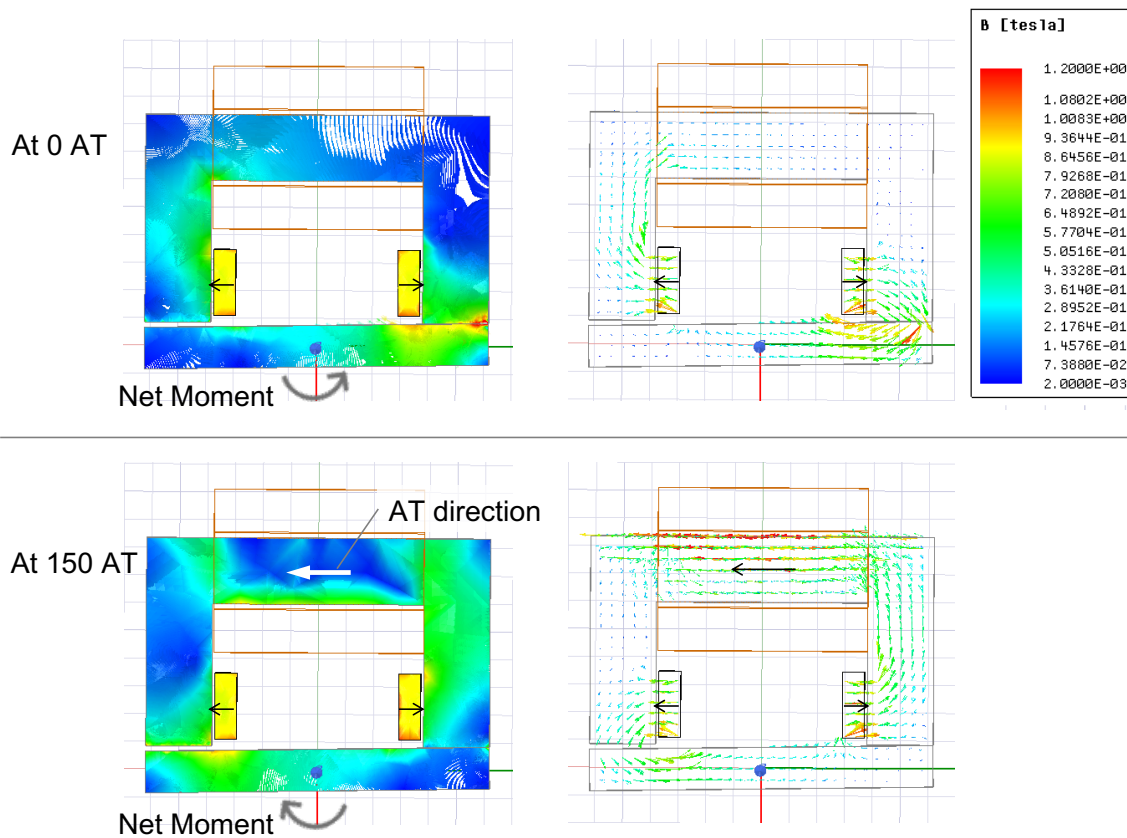 B [tesla]
1.2000E+00
1.0802E+00
1.0083E+00
9.3644E-01
8.6456E-01
7.9268E-01
7.2080E-01
6.4892E-01
5.7704E-01
5.0516E-01
4.3328E-01
3.6140E-01
2.8952E-01
2.1764E-01
1.4576E-01
7.3880E-02
2.0000E-03
At 0 AT
Net Moment
AT direction
At 150 AT
Net Moment